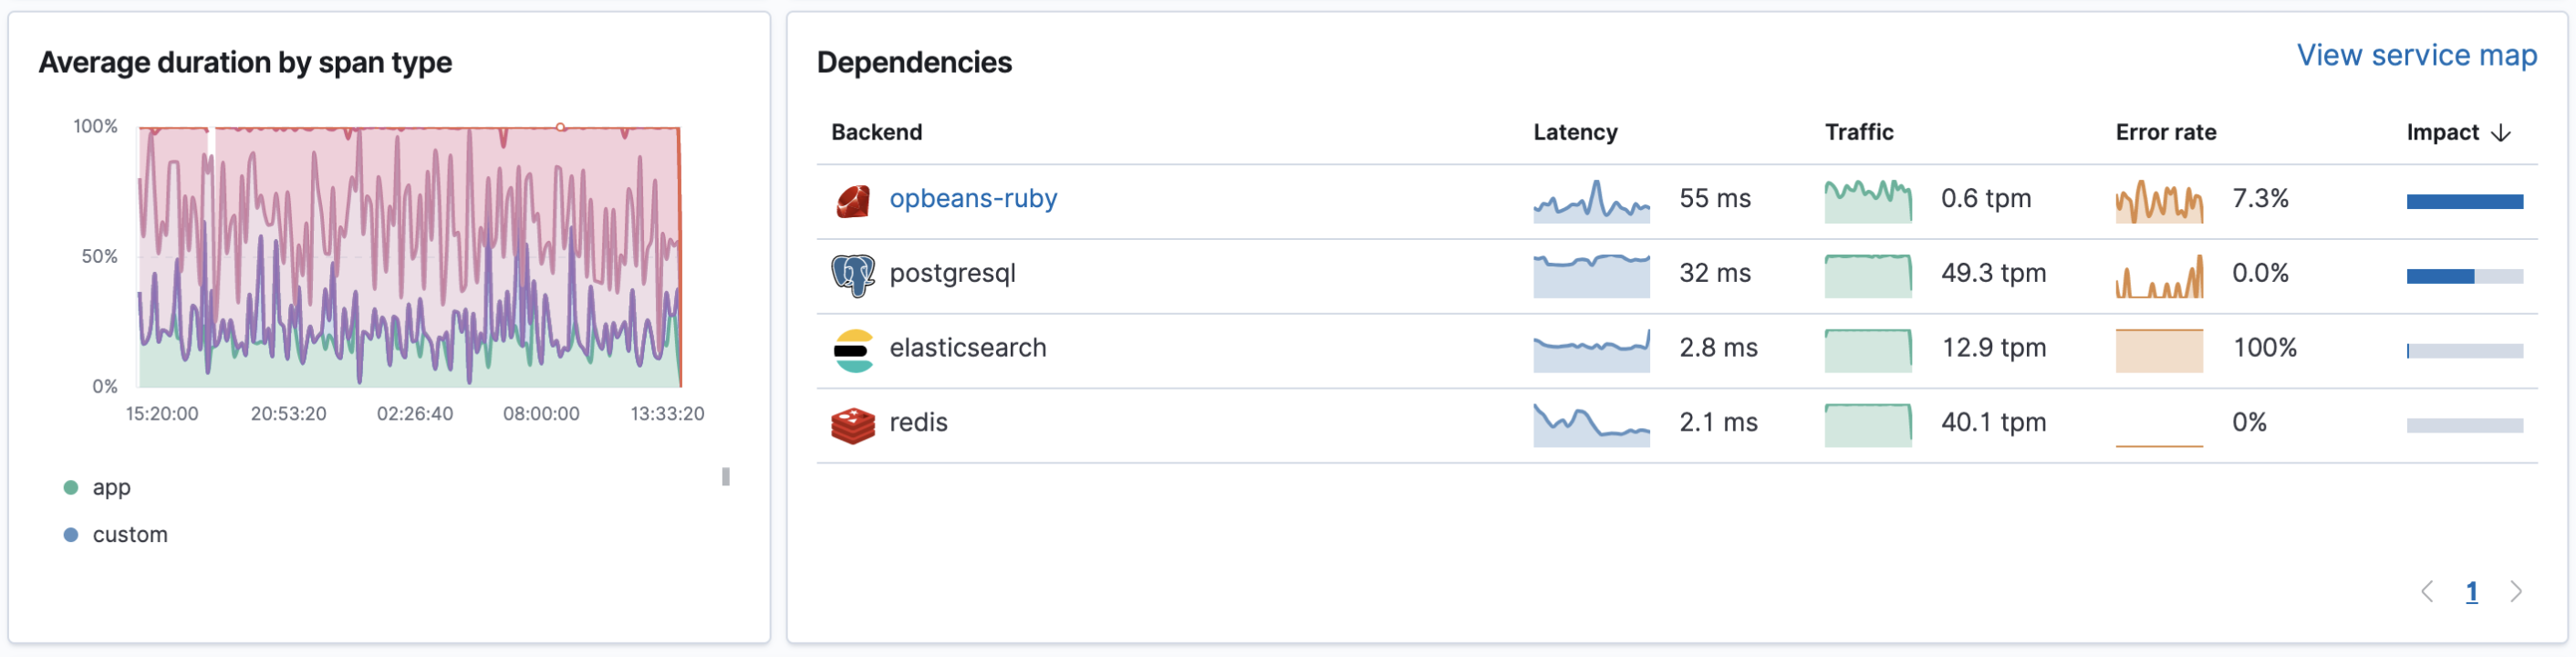 Average duration by span type
100%
50%
0%
15:20:00 20:53:20 02:26:40 08:00:00 13:33:20
app
custom
Dependencies
View service map
Backend Latency Traffic Error rate Impact
opbeans-ruby 55 ms 0.6 tpm 7.3%
postgresql 32 ms 49.3 tpm 0.0%
elasticsearch 2.8 ms 12.9 tpm 100%
redis 2.1 ms 40.1 tpm 0%
1